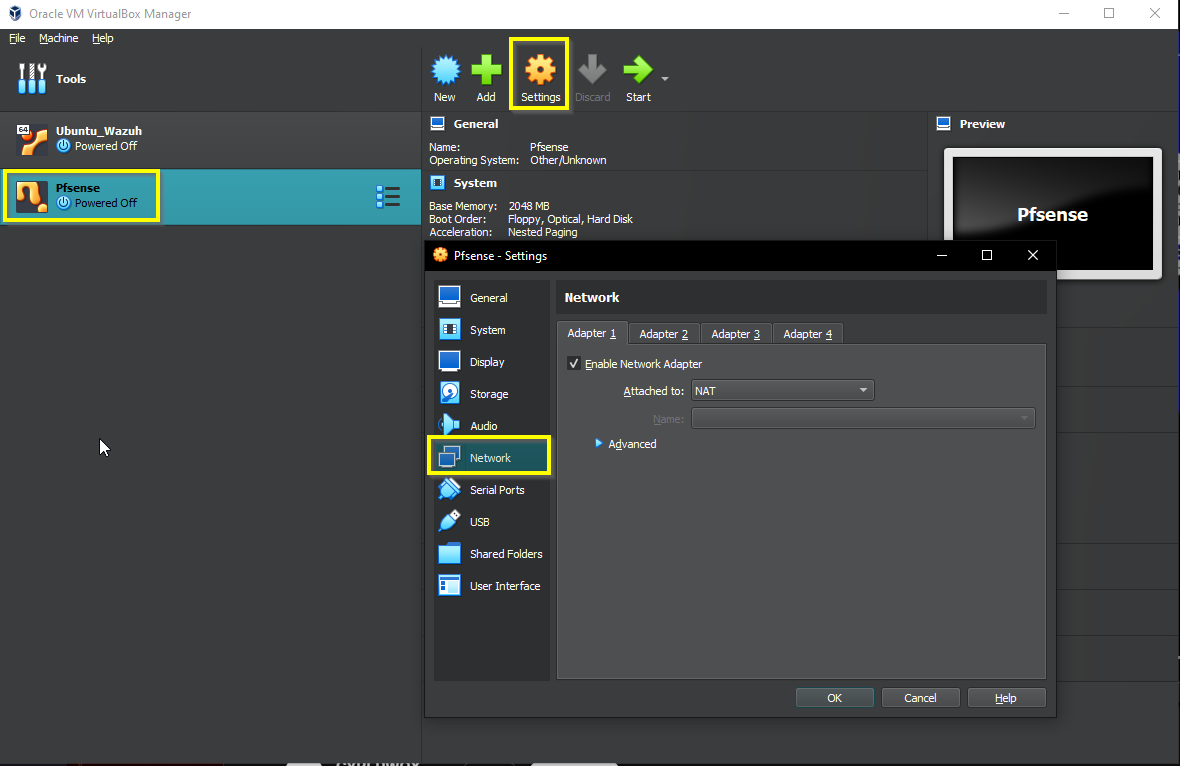 Oracle VM VirtualBox Manager
File Machine Help
Tools
New Add Settings Discard Start
64
Ubuntu_Wazuh
Powered Off
Pfsense
Powered Off
General
Name: Pfsense
Operating System: Other/Unknown
System
Base Memory: 2048 MB
Boot Order: Floppy, Optical, Hard Disk
Acceleration: Nested Paging
Preview
Pfsense
Pfsense - Settings
General
System
Display
Storage
Audio
Network
Serial Ports
USB
Shared Folders
User Interface
Network
Adapter 1 Adapter 2 Adapter 3 Adapter 4
Enable Network Adapter
Attached to: NAT
Name:
Advanced
OK Cancel Help